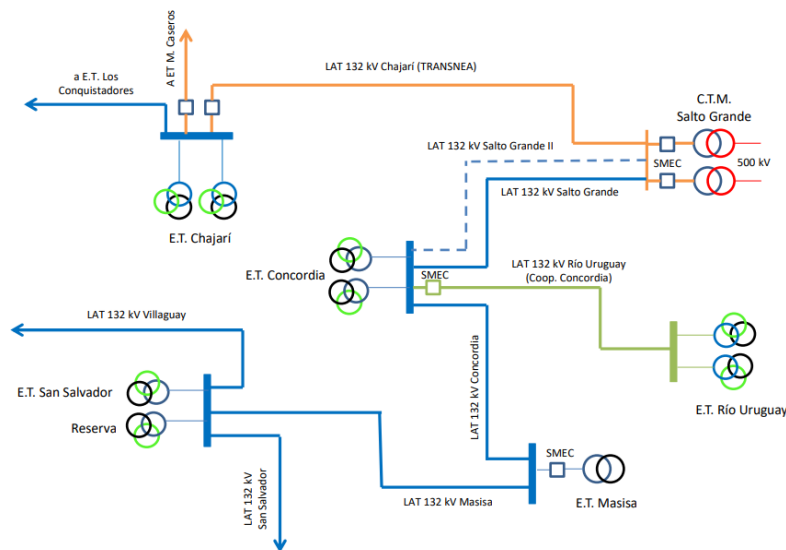 A ET M. Caseros
a E.T. Los
Conquistadores
LAT 132 kV Chajarí (TRANSNEA)
C.T.M.
Salto Grande
LAT 132 kV Salto Grande II
SMEC
500 kV
LAT 132 kV Salto Grande
SMEC
E.T. Chajarí
E.T. Concordia
SMEC
LAT 132 kV Río Uruguay
(Coop. Concordia)
LAT 132 kV Villaguay
LAT 132 kV Concordia
E.T. San Salvador
Reserva
E.T. Río Uruguay
SMEC
LAT 132 kV
San Salvador
LAT 132 kV Masisa
E.T. Masisa